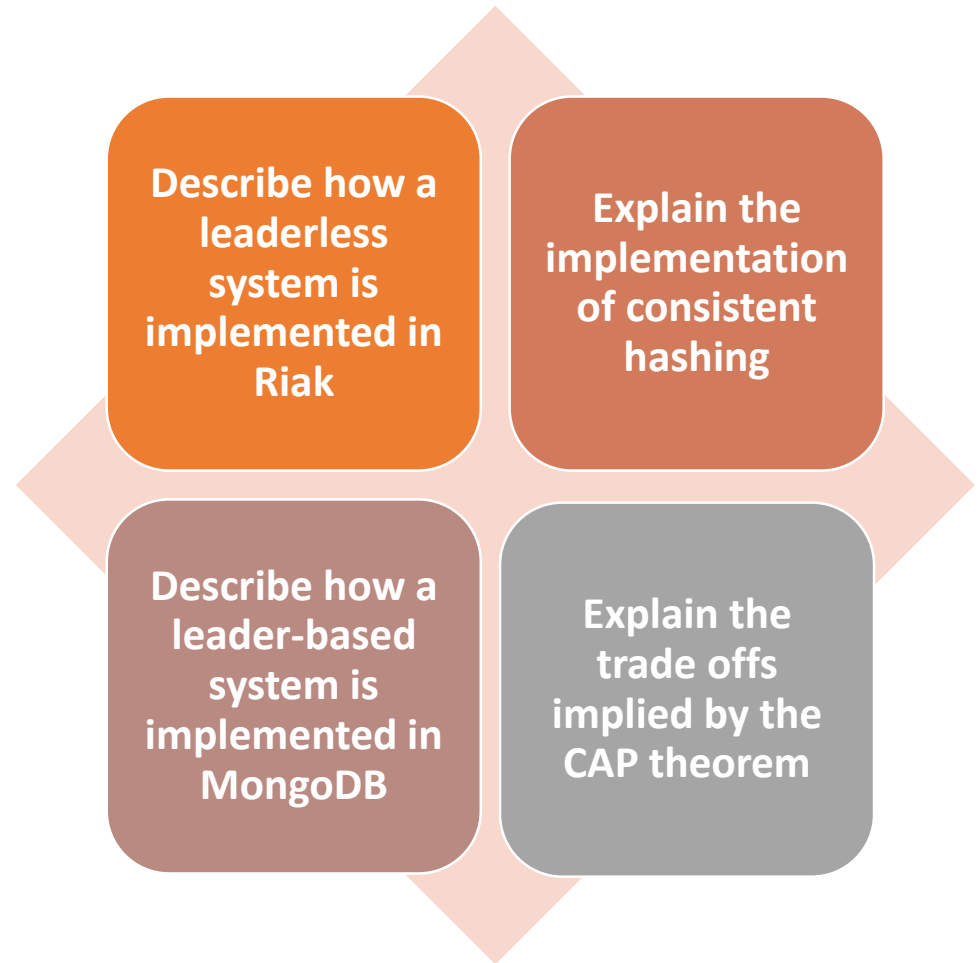 Describe how a
leaderless
system is
implemented in
Riak
Explain the
implementation
of consistent
hashing
Describe how a
leader-based
system is
implemented in
MongoDB
Explain the
trade offs
implied by the
CAP theorem